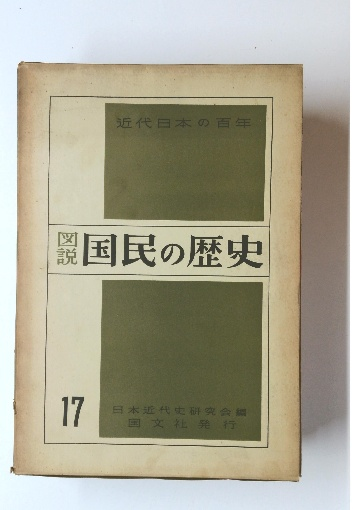 近代日本の百年
図説 国民の歴史
17
日本近代史研究会編
国文社発行